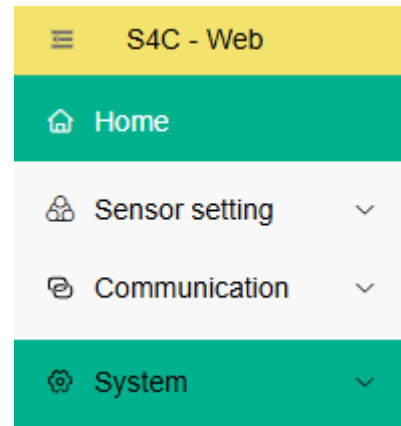 S4C - Web
Home
Sensor setting
Communication
System